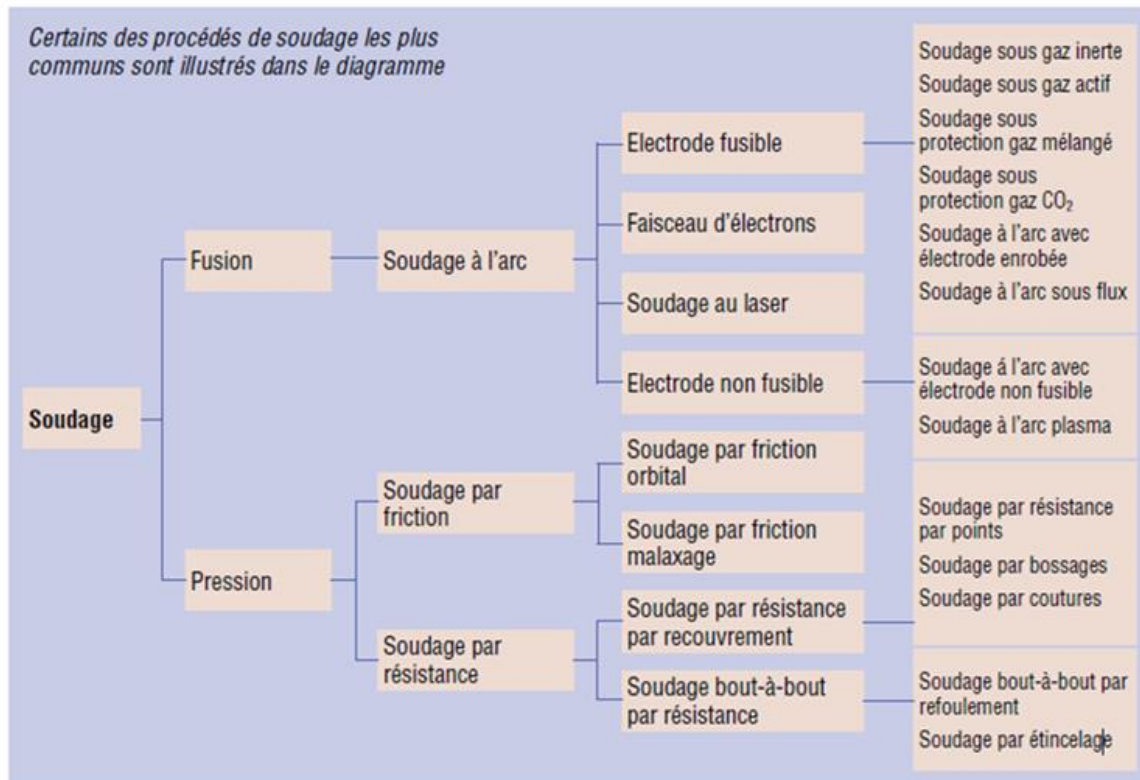 Certains des procédés de soudage les plus
communs sont illustrés dans le diagramme
Soudage
Fusion
Soudage à l'arc
Electrode fusible
Soudage sous gaz inerte
Soudage sous gaz actif
Soudage sous
protection gaz mélangé
Soudage sous
protection gaz CO₂
Soudage à l'arc avec
électrode enrobée
Soudage à l'arc sous flux
Faisceau d'électrons
Soudage au laser
Electrode non fusible
Soudage á l'arc avec
électrode non fusible
Soudage à l'arc plasma
Pression
Soudage par
friction
Soudage par friction
orbital
Soudage par friction
malaxage
Soudage par
résistance
Soudage par résistance
par recouvrement
Soudage par résistance
par points
Soudage par bossages
Soudage par coutures
Soudage bout-à-bout
par résistance
Soudage bout-à-bout par
refoulement
Soudage par étincelage